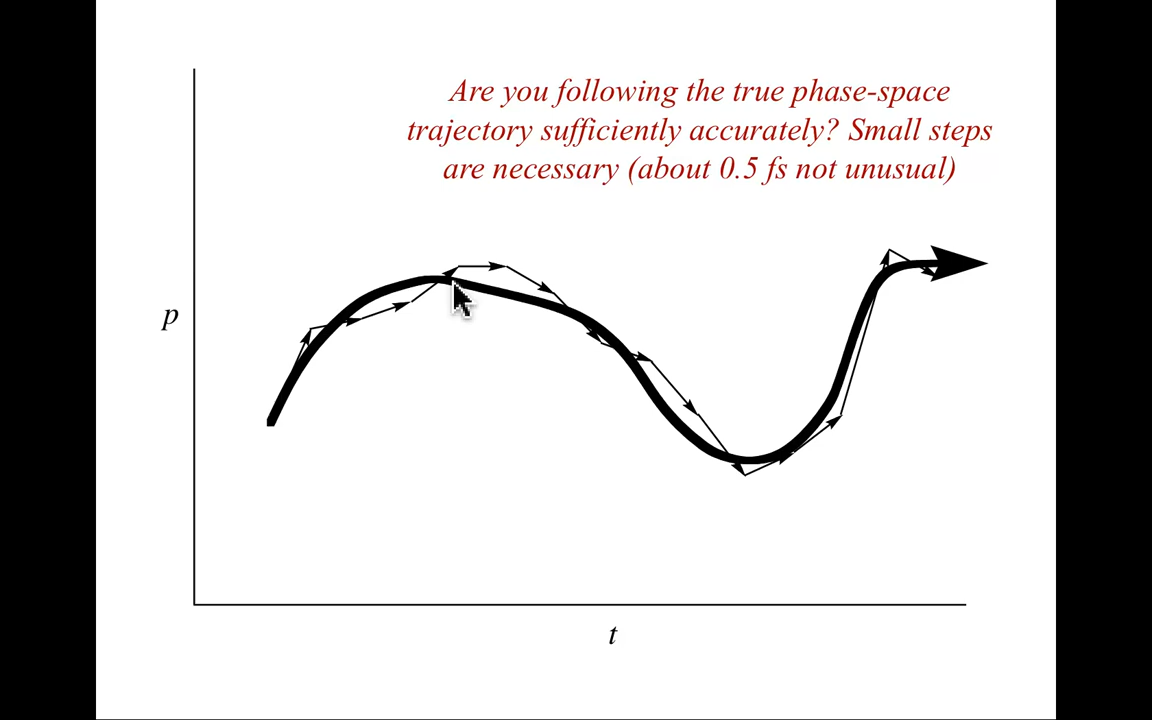 Are you following the true phase-space
trajectory sufficiently accurately? Small steps
are necessary (about 0.5 fs not unusual)
p
t